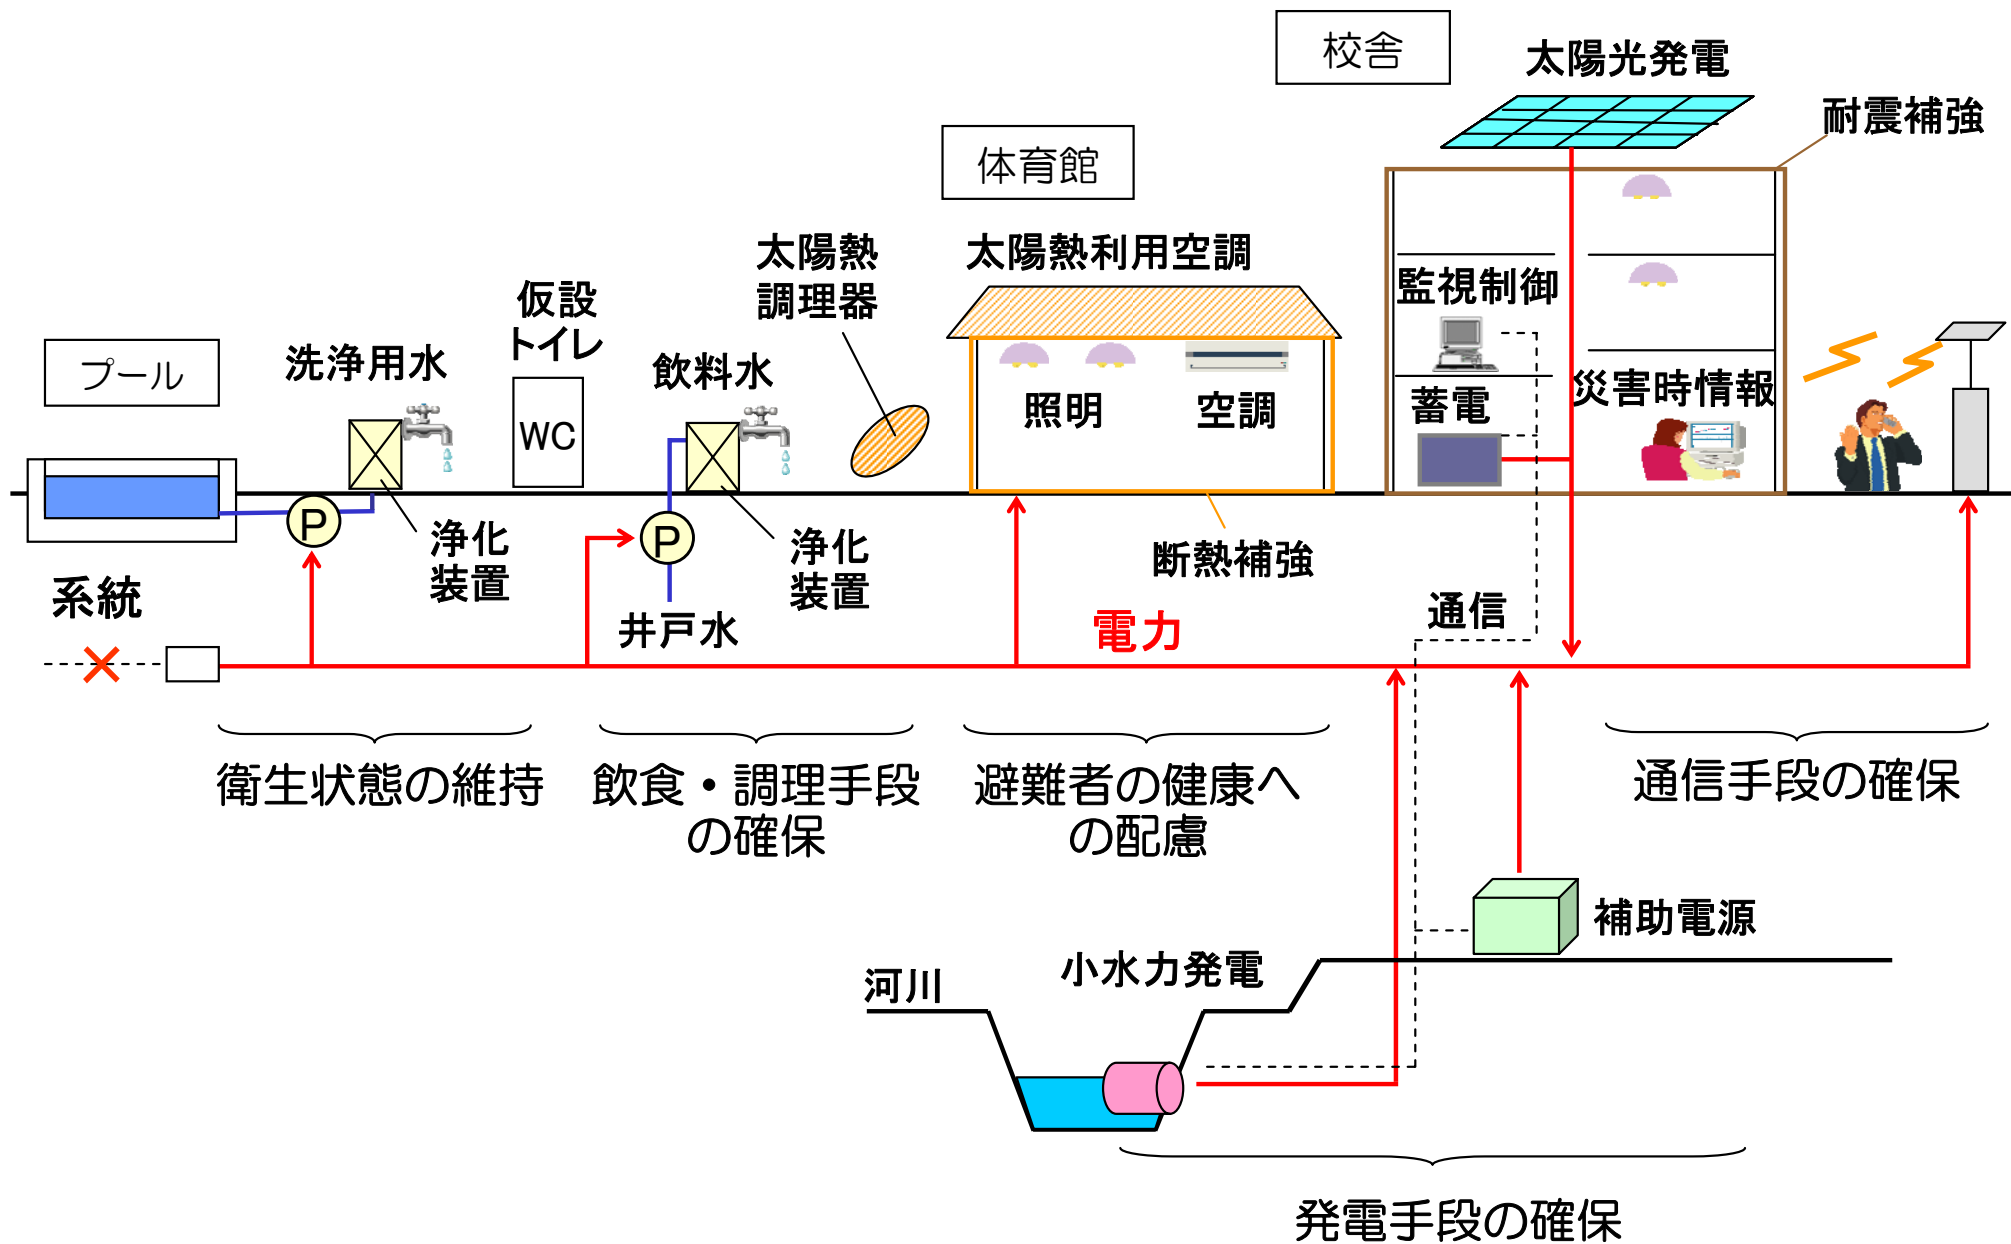 校舎
太陽光発電
耐震補強
体育館
太陽熱
調理器
太陽熱利用空調
仮設
トイレ
プール
洗浄用水
飲料水
WC
照明
空調
監視制御
蓄電
災害時情報
P
P
浄化
装置
浄化
装置
断熱補強
系統
井戸水
電力
通信
衛生状態の維持
飲食・調理手段
の確保
避難者の健康へ
の配慮
通信手段の確保
補助電源
河川
小水力発電
発電手段の確保